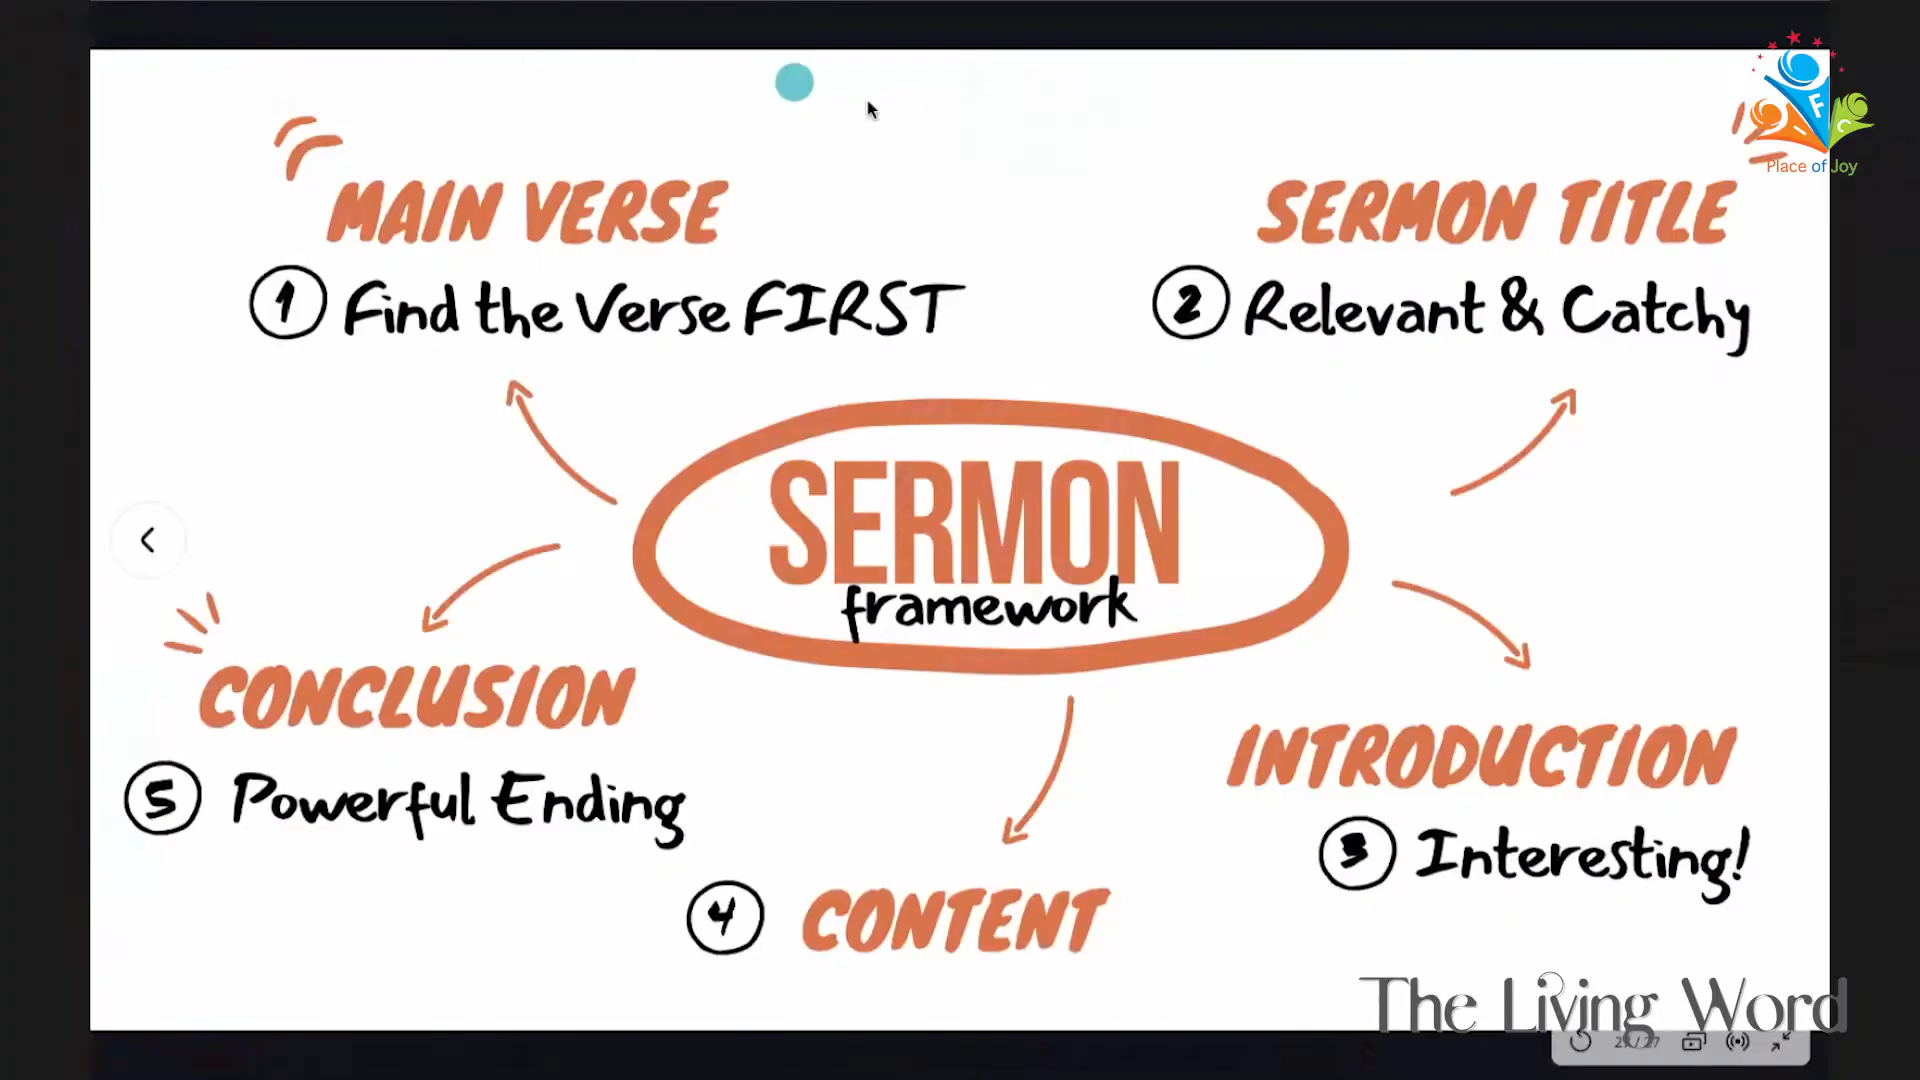 MAIN VERSE
1 Find the Verse FIRST
SERMON TITLE
2 Relevant & Catchy
SERMON
framework
INTRODUCTION
3 Interesting!
4 CONTENT
CONCLUSION
5 Powerful Ending
IFC
Place of Joy
The Living Word